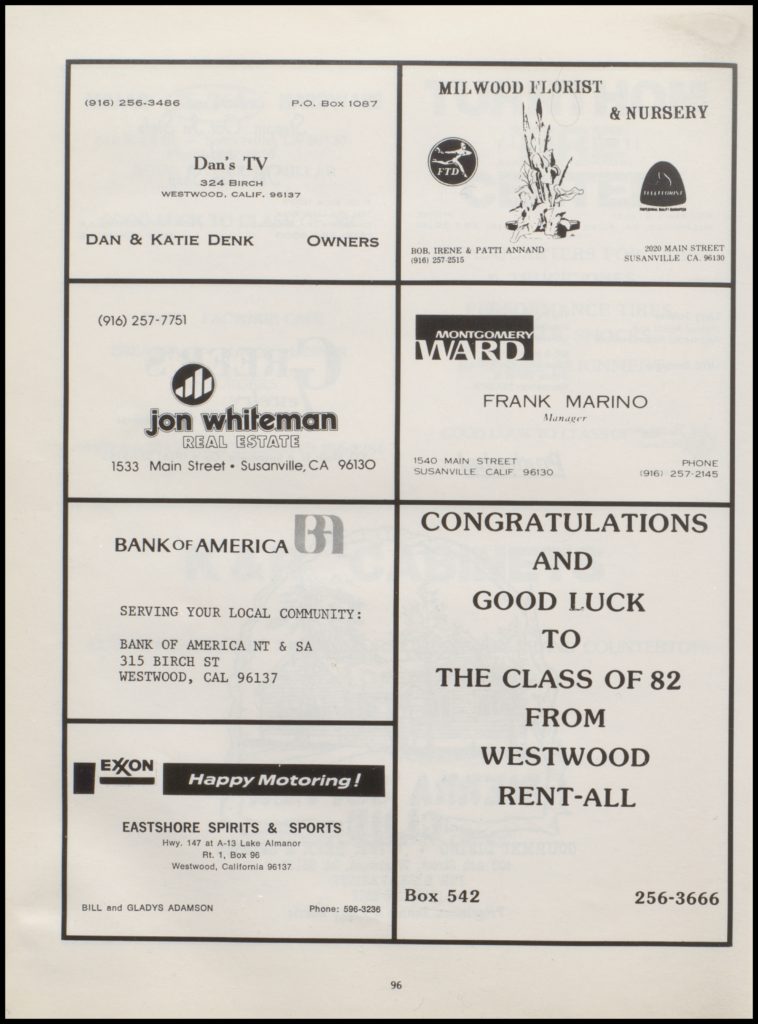 (916) 256-3486 P.O. Box 1087
Dan's TV
324 BIRCH
WESTWOOD, CALIF. 96137
DAN & KATIE DENK OWNERS
MILWOOD FLORIST
& NURSERY
FTD
TELEFLORIST
BOB, IRENE & PATTI ANNAND
(916) 257-2515
2020 MAIN STREET
SUSANVILLE CA. 96130
(916) 257-7751
jon whiteman
REAL ESTATE
1533 Main Street • Susanville, CA 96130
MONTGOMERY
WARD
FRANK MARINO
Manager
1540 MAIN STREET
SUSANVILLE CALIF. 96130
PHONE
(916) 257-2145
BANK OF AMERICA BA
SERVING YOUR LOCAL COMMUNITY:
BANK OF AMERICA NT & SA
315 BIRCH ST
WESTWOOD, CAL 96137
EXXON
Happy Motoring!
EASTSHORE SPIRITS & SPORTS
Hwy. 147 at A-13 Lake Almanor
Rt. 1, Box 96
Westwood, California 96137
BILL and GLADYS ADAMSON Phone: 596-3236
CONGRATULATIONS
AND
GOOD LUCK
TO
THE CLASS OF 82
FROM
WESTWOOD
RENT-ALL
Box 542 256-3666
96